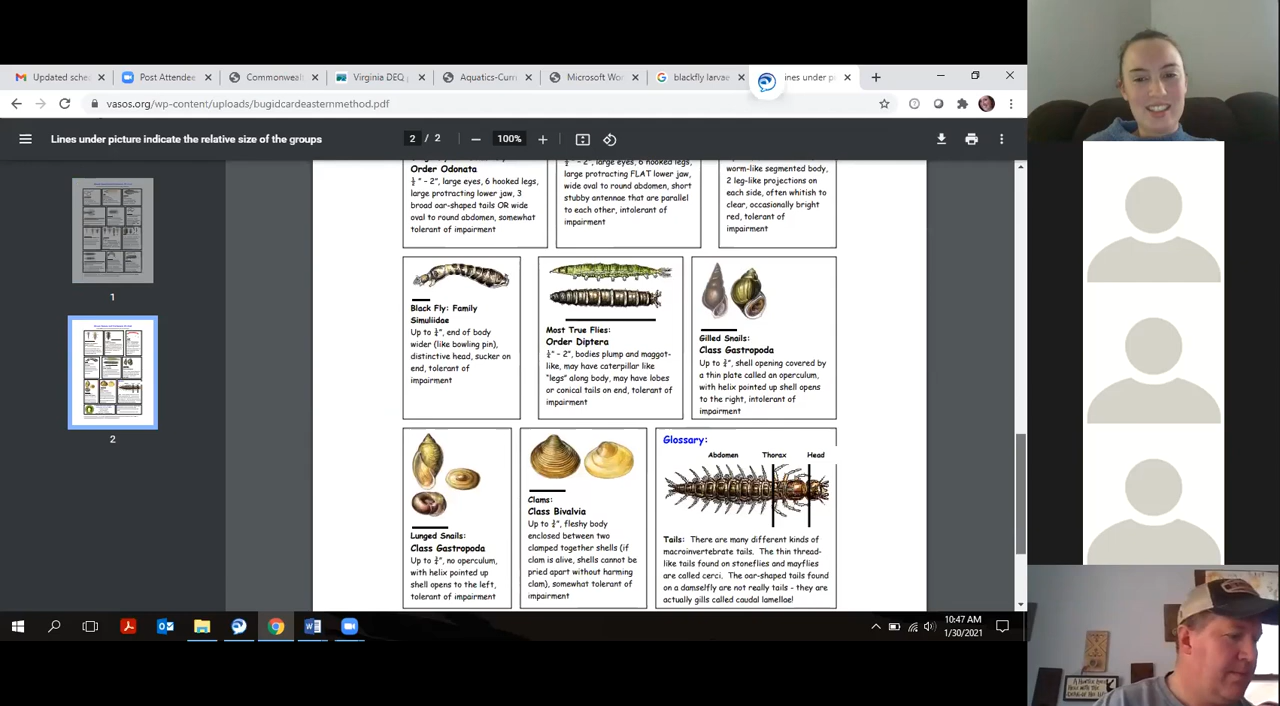 Updated sche
Post Attendee
Commonweal
Virginia DEQ
Aquatics-Curr
Microsoft Wo
blackfly larvae
Lines under p
vasos.org/wp-content/uploads/bugidcardeasternmethod.pdf
Lines under picture indicate the relative size of the groups
2 / 2
100%
1
2
Order Odonata
½" - 2", large eyes, 6 hooked legs,
large protracting lower jaw, 3
broad oar-shaped tails OR wide
oval to round abdomen, somewhat
tolerant of impairment
½" - 2", large eyes, 6 hooked legs,
large protracting FLAT lower jaw,
wide oval to round abdomen, short
stubby antennae that are parallel
to each other, intolerant of
impairment
worm-like segmented body,
2 leg-like projections on
each side, often whitish to
clear, occasionally bright
red, tolerant of
impairment
Black Fly: Family
Simuliidae
Up to ¼", end of body
wider (like bowling pin),
distinctive head, sucker on
end, tolerant of
impairment
Most True Flies:
Order Diptera
¼" - 2", bodies plump and maggot-
like, may have caterpillar like
"legs" along body, may have lobes
or conical tails on end, tolerant of
impairment
Gilled Snails:
Class Gastropoda
Up to ¾", shell opening covered by
a thin plate called an operculum,
with helix pointed up shell opens
to the right, intolerant of
impairment
Lunged Snails:
Class Gastropoda
Up to ¾", no operculum,
with helix pointed up
shell opens to the left,
tolerant of impairment
Clams:
Class Bivalvia
Up to ¾", fleshy body
enclosed between two
clamped together shells (if
clam is alive, shells cannot be
pried apart without harming
clam), somewhat tolerant of
impairment
Glossary:
Abdomen Thorax Head
Tails: There are many different kinds of
macroinvertebrate tails. The thin thread-
like tails found on stoneflies and mayflies
are called cerci. The oar-shaped tails found
on a damselfly are not really tails - they are
actually gills called caudal lamellae!
10:47 AM
1/30/2021